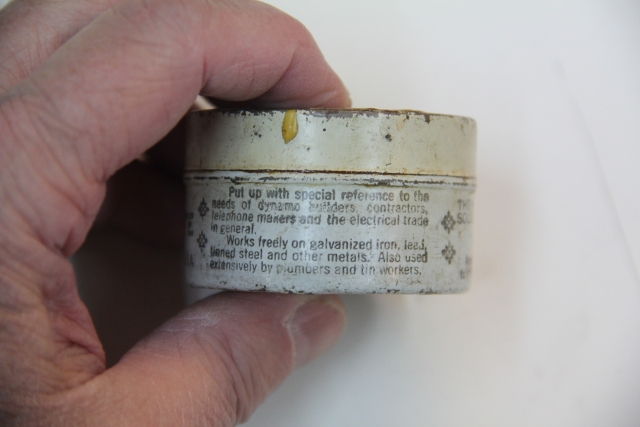 Put up with special reference to the
needs of dynamo builders, contractors,
telephone makers and the electrical trade
in general.
Works freely on galvanized iron, lead,
tinned steel and other metals. Also used
extensively by plumbers and tin workers.